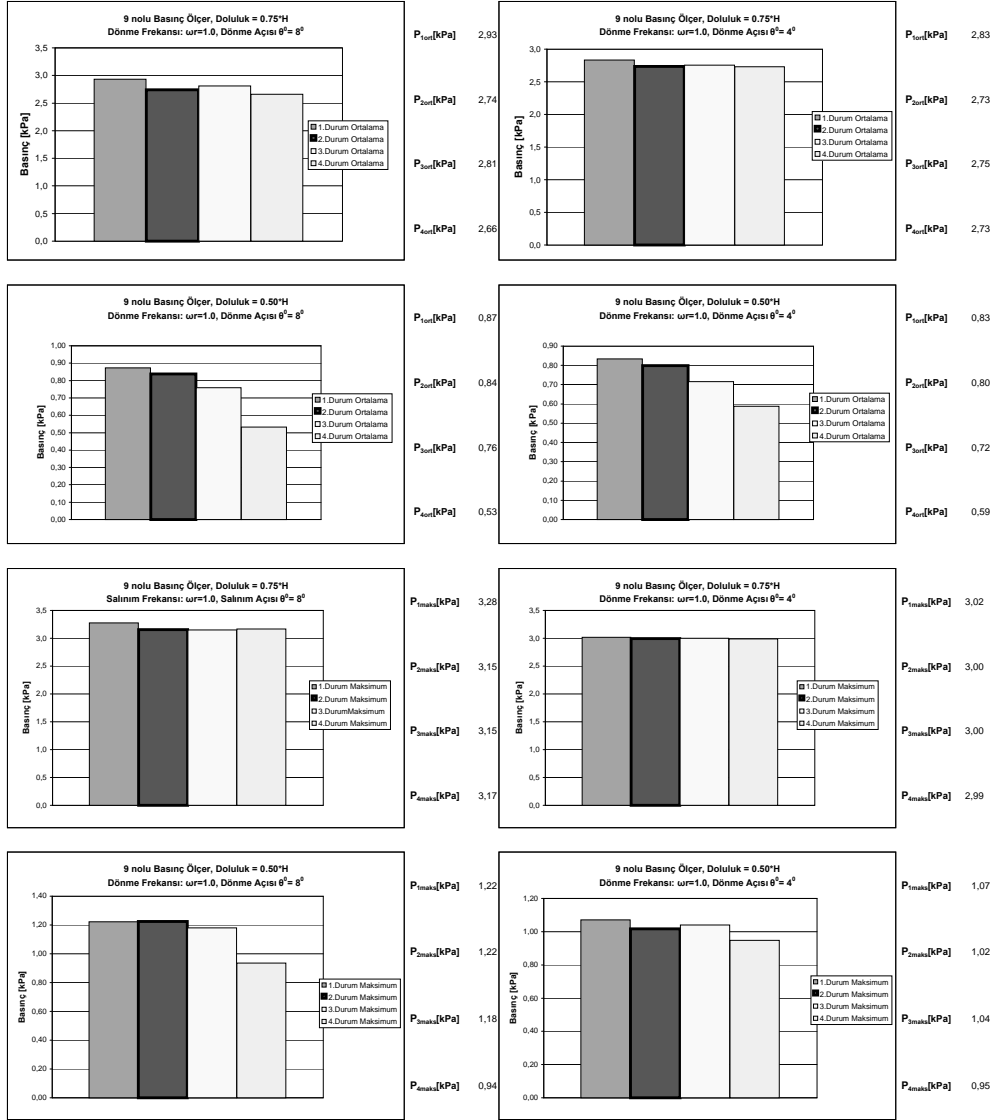 9 nolu Basınç Ölçer, Doluluk = 0.75*H
Dönme Frekansı: ωr=1.0, Dönme Açısı θ⁰= 8⁰
3,5
3,0
2,5
2,0
1,5
1,0
0,5
0,0
Basınç [kPa]
1.Durum Ortalama
2.Durum Ortalama
3.Durum Ortalama
4.Durum Ortalama
P1ort[kPa] 2,93
P2ort[kPa] 2,74
P3ort[kPa] 2,81
P4ort[kPa] 2,66
9 nolu Basınç Ölçer, Doluluk = 0.75*H
Dönme Frekansı: ωr=1.0, Dönme Açısı θ⁰= 4⁰
3,0
2,5
2,0
1,5
1,0
0,5
0,0
Basınç [kPa]
1.Durum Ortalama
2.Durum Ortalama
3.Durum Ortalama
4.Durum Ortalama
P1ort[kPa] 2,83
P2ort[kPa] 2,73
P3ort[kPa] 2,75
P4ort[kPa] 2,73
9 nolu Basınç Ölçer, Doluluk = 0.50*H
Dönme Frekansı: ωr=1.0, Dönme Açısı θ⁰= 8⁰
1,00
0,90
0,80
0,70
0,60
0,50
0,40
0,30
0,20
0,10
0,00
Basınç [kPa]
1.Durum Ortalama
2.Durum Ortalama
3.Durum Ortalama
4.Durum Ortalama
P1ort[kPa] 0,87
P2ort[kPa] 0,84
P3ort[kPa] 0,76
P4ort[kPa] 0,53
9 nolu Basınç Ölçer, Doluluk = 0.50*H
Dönme Frekansı: ωr=1.0, Dönme Açısı θ⁰= 4⁰
0,90
0,80
0,70
0,60
0,50
0,40
0,30
0,20
0,10
0,00
Basınç [kPa]
1.Durum Ortalama
2.Durum Ortalama
3.Durum Ortalama
4.Durum Ortalama
P1ort[kPa] 0,83
P2ort[kPa] 0,80
P3ort[kPa] 0,72
P4ort[kPa] 0,59
9 nolu Basınç Ölçer, Doluluk = 0.75*H
Salınım Frekansı: ωr=1.0, Salınım Açısı θ⁰= 8⁰
3,5
3,0
2,5
2,0
1,5
1,0
0,5
0,0
Basınç [kPa]
1.Durum Maksimum
2.Durum Maksimum
3.DurumMaksimum
4.Durum Maksimum
P1maks[kPa] 3,28
P2maks[kPa] 3,15
P3maks[kPa] 3,15
P4maks[kPa] 3,17
9 nolu Basınç Ölçer, Doluluk = 0.75*H
Dönme Frekansı: ωr=1.0, Dönme Açısı θ⁰= 4⁰
3,5
3,0
2,5
2,0
1,5
1,0
0,5
0,0
Basınç [kPa]
1.Durum Maksimum
2.Durum Maksimum
3.Durum Maksimum
4.Durum Maksimum
P1maks[kPa] 3,02
P2maks[kPa] 3,00
P3maks[kPa] 3,00
P4maks[kPa] 2,99
9 nolu Basınç Ölçer, Doluluk = 0.50*H
Dönme Frekansı: ωr=1.0, Dönme Açısı θ⁰= 8⁰
1,40
1,20
1,00
0,80
0,60
0,40
0,20
0,00
Basınç [kPa]
1.Durum Maksimum
2.Durum Maksimum
3.Durum Maksimum
4.Durum Maksimum
P1maks[kPa] 1,22
P2maks[kPa] 1,22
P3maks[kPa] 1,18
P4maks[kPa] 0,94
9 nolu Basınç Ölçer, Doluluk = 0.50*H
Dönme Frekansı: ωr=1.0, Dönme Açısı θ⁰= 4⁰
1,20
1,00
0,80
0,60
0,40
0,20
0,00
Basınç [kPa]
1.Durum Maksimum
2.Durum Maksimum
3.Durum Maksimum
4.Durum Maksimum
P1maks[kPa] 1,07
P2maks[kPa] 1,02
P3maks[kPa] 1,04
P4maks[kPa] 0,95